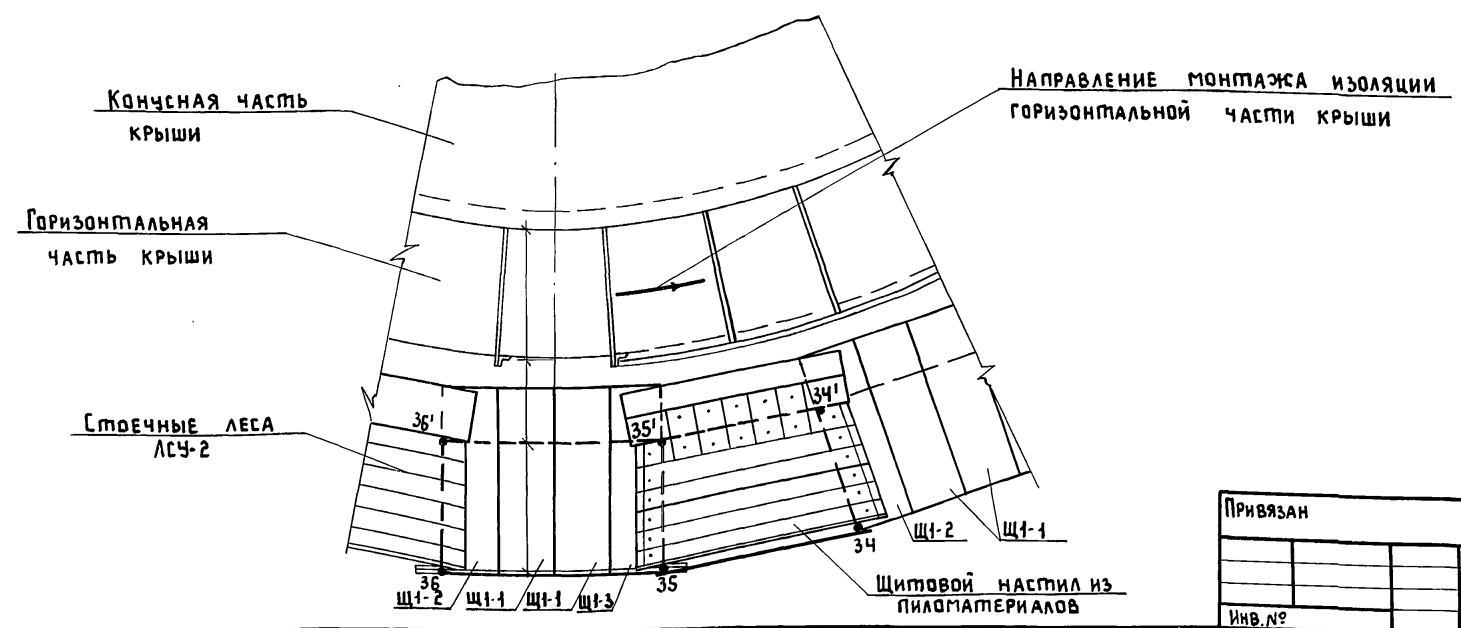 Конусная часть
крыши
Направление монтажа изоляции
горизонтальной части крыши
Горизонтальная
часть крыши
Стоечные леса
ЛСУ-2
36'
35'
34'
36
35
34
Щ1-2
Щ1-1
Щ1-1
Щ1-3
Щ1-2
Щ1-1
Щитовой настил из
пиломатериалов
Привязан
Инв. №